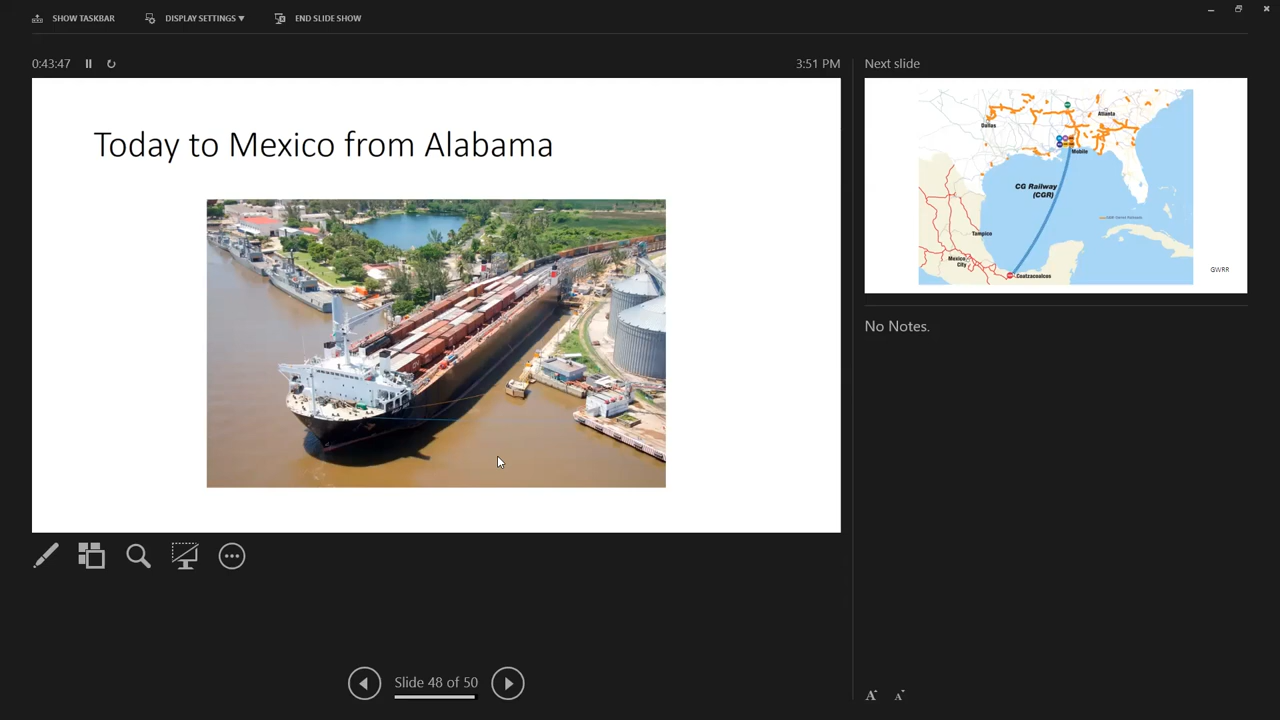 SHOW TASKBAR
DISPLAY SETTINGS ▼
END SLIDE SHOW
0:43:47
3:51 PM
Today to Mexico from Alabama
Slide 48 of 50
Next slide
Dallas
Atlanta
Mobile
CG Railway
(CGR)
Tampico
Mexico
City
Coatzacoalcos
GWRR
No Notes.
A
A